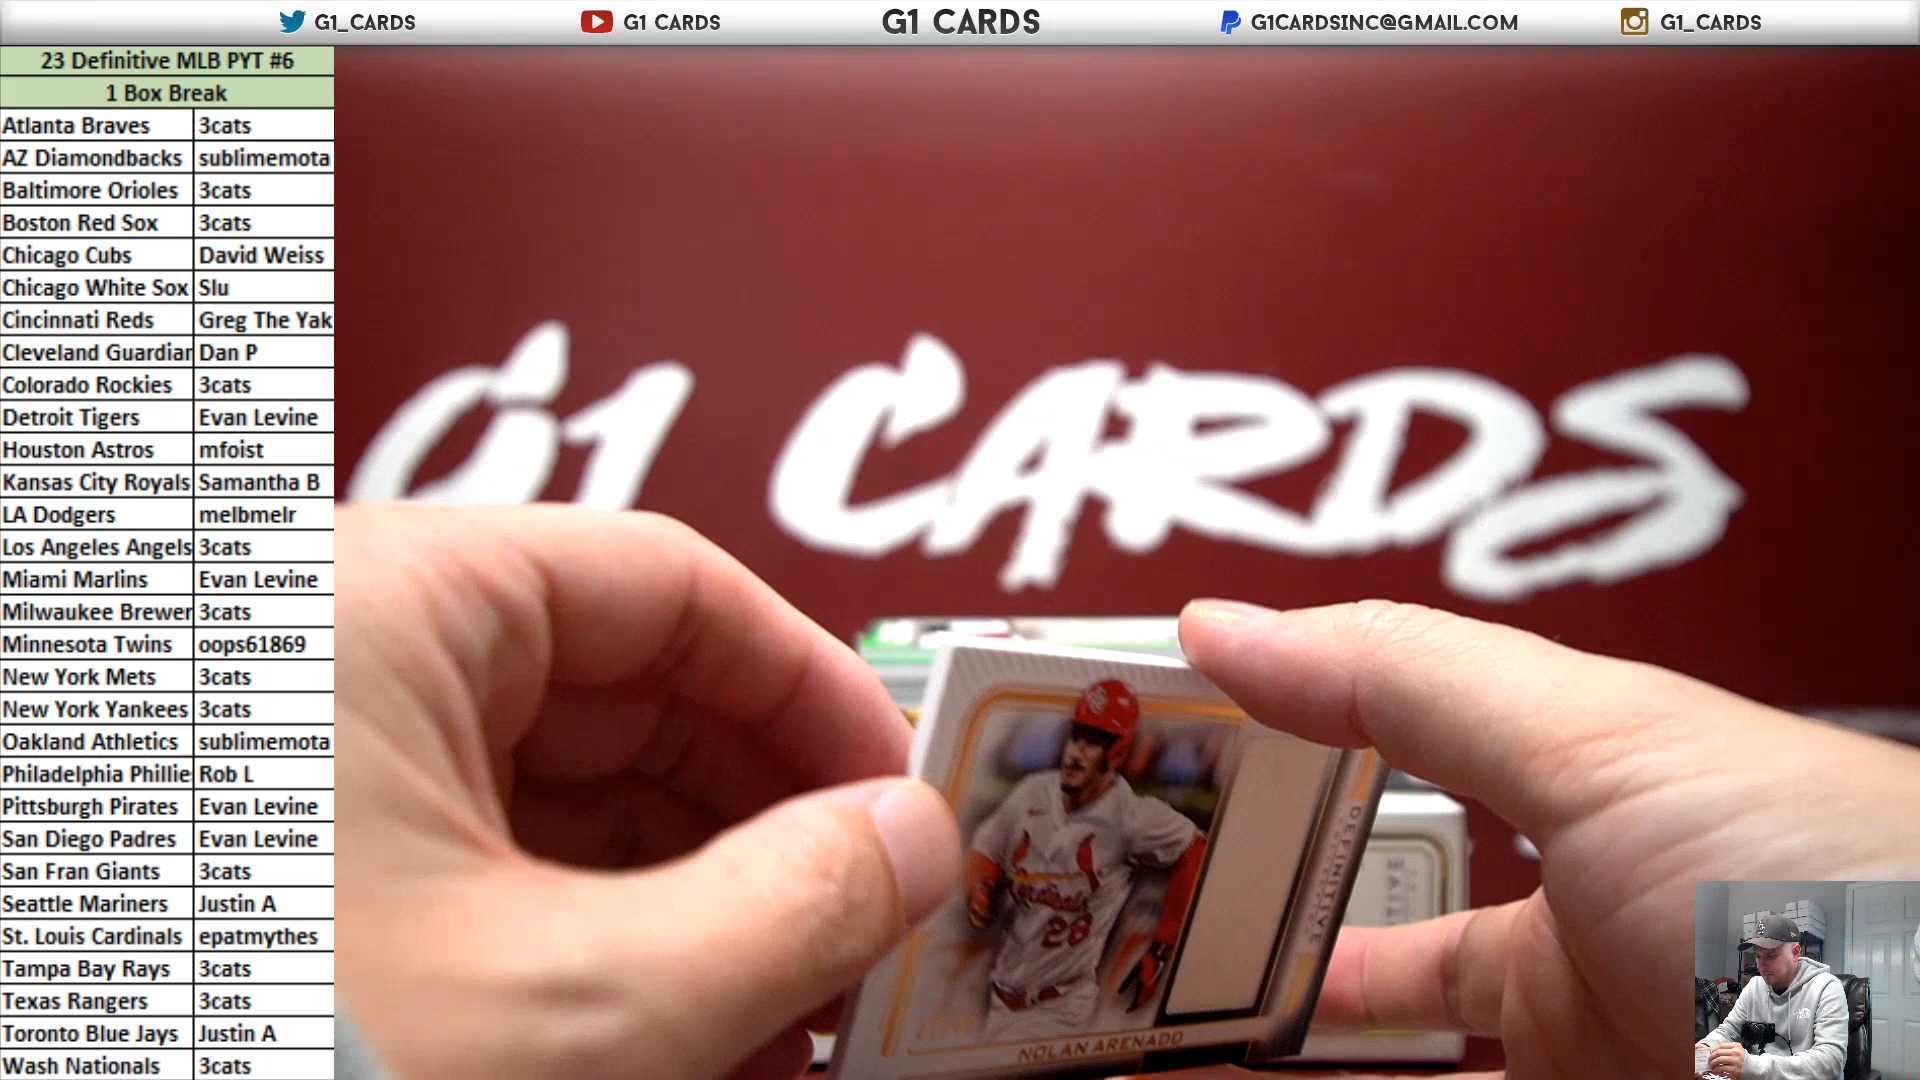 G1_CARDS G1 CARDS G1 CARDS G1CARDSINC@GMAIL.COM G1_CARDS
23 Definitive MLB PYT #6
1 Box Break
Atlanta Braves 3cats
AZ Diamondbacks sublimemota
Baltimore Orioles 3cats
Boston Red Sox 3cats
Chicago Cubs David Weiss
Chicago White Sox Slu
Cincinnati Reds Greg The Yak
Cleveland Guardian Dan P
Colorado Rockies 3cats
Detroit Tigers Evan Levine
Houston Astros mfoist
Kansas City Royals Samantha B
LA Dodgers melbmelr
Los Angeles Angels 3cats
Miami Marlins Evan Levine
Milwaukee Brewer 3cats
Minnesota Twins oops61869
New York Mets 3cats
New York Yankees 3cats
Oakland Athletics sublimemota
Philadelphia Phillie Rob L
Pittsburgh Pirates Evan Levine
San Diego Padres Evan Levine
San Fran Giants 3cats
Seattle Mariners Justin A
St. Louis Cardinals epatmythes
Tampa Bay Rays 3cats
Texas Rangers 3cats
Toronto Blue Jays Justin A
Wash Nationals 3cats
G1 CARDS
Cardinals
28
DEFINITIVE
NOLAN ARENADO